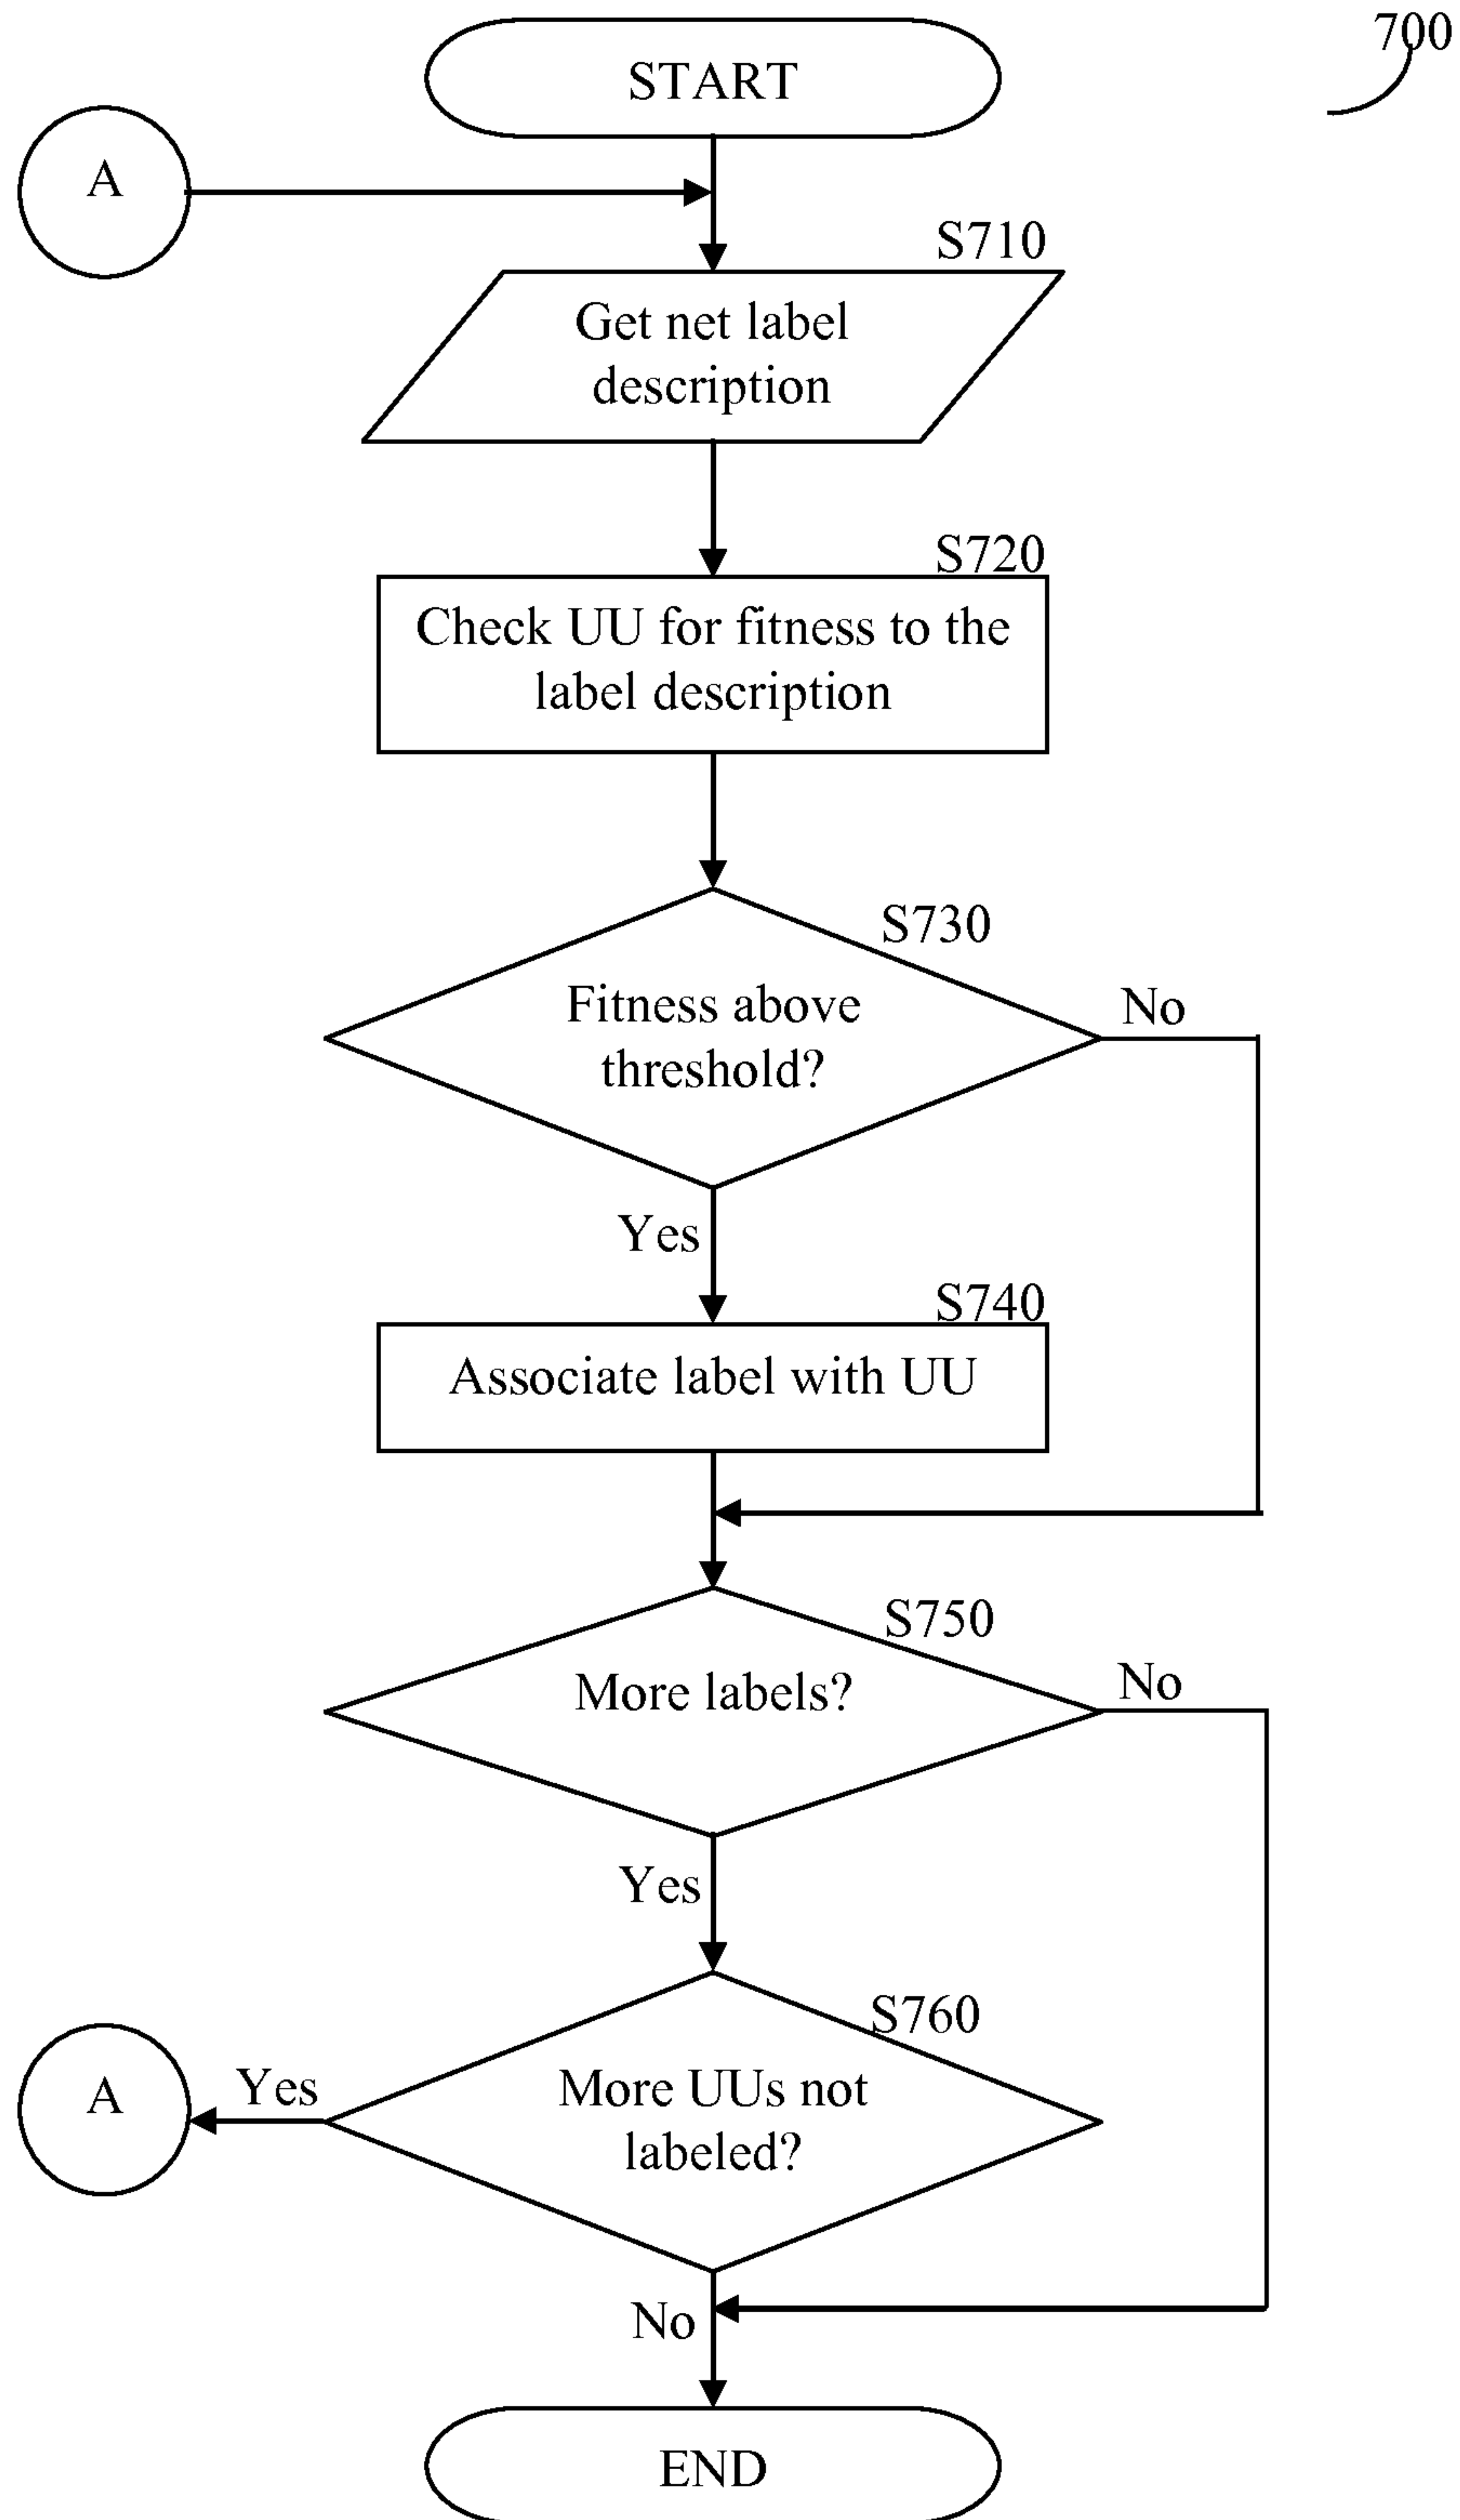 700
START
A
S710
Get net label
description
S720
Check UU for fitness to the
label description
S730
Fitness above
threshold?
No
Yes
S740
Associate label with UU
S750
More labels?
No
Yes
S760
More UUs not
labeled?
Yes
A
No
END